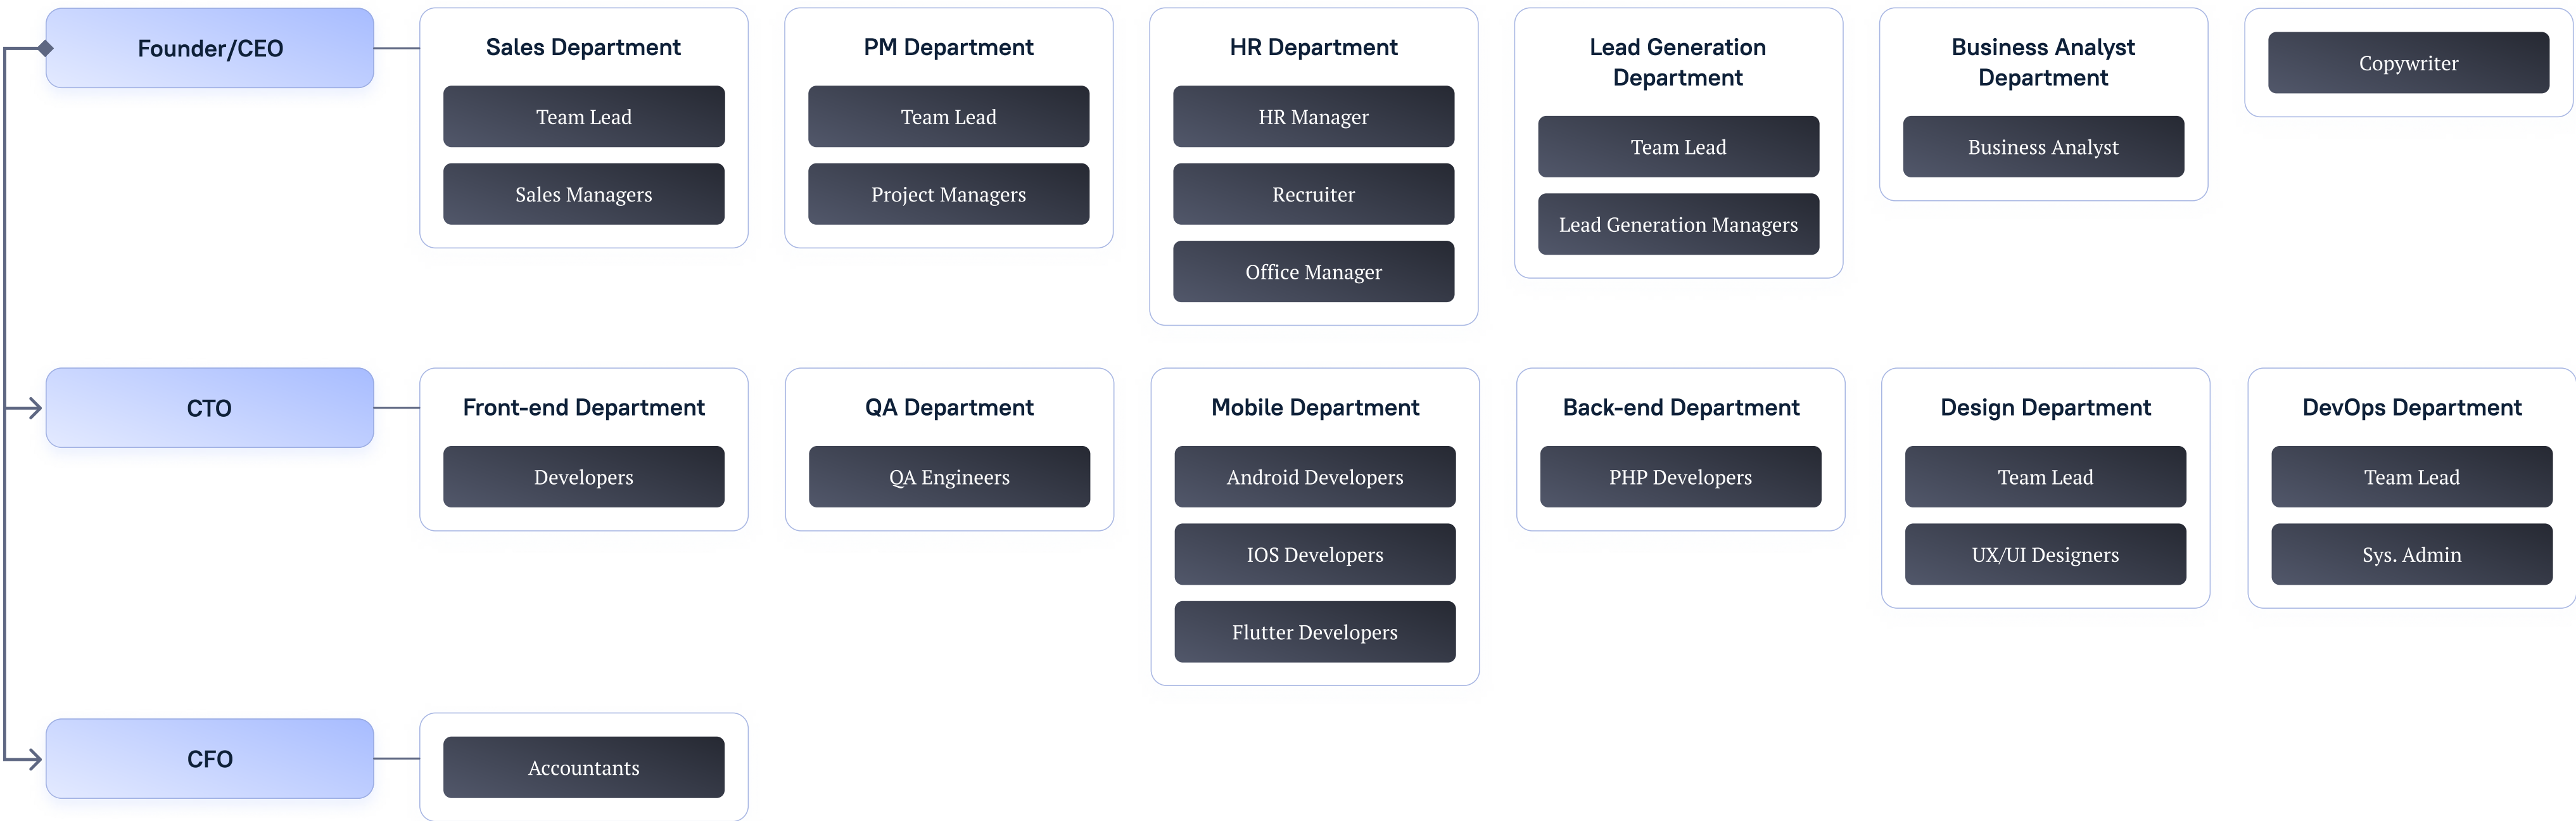 Founder/CEO
Sales Department
Team Lead
Sales Managers
PM Department
Team Lead
Project Managers
HR Department
HR Manager
Recruiter
Office Manager
Lead Generation
Department
Team Lead
Lead Generation Managers
Business Analyst
Department
Business Analyst
Copywriter
CTO
Front-end Department
Developers
QA Department
QA Engineers
Mobile Department
Android Developers
IOS Developers
Flutter Developers
Back-end Department
PHP Developers
Design Department
Team Lead
UX/UI Designers
DevOps Department
Team Lead
Sys. Admin
CFO
Accountants